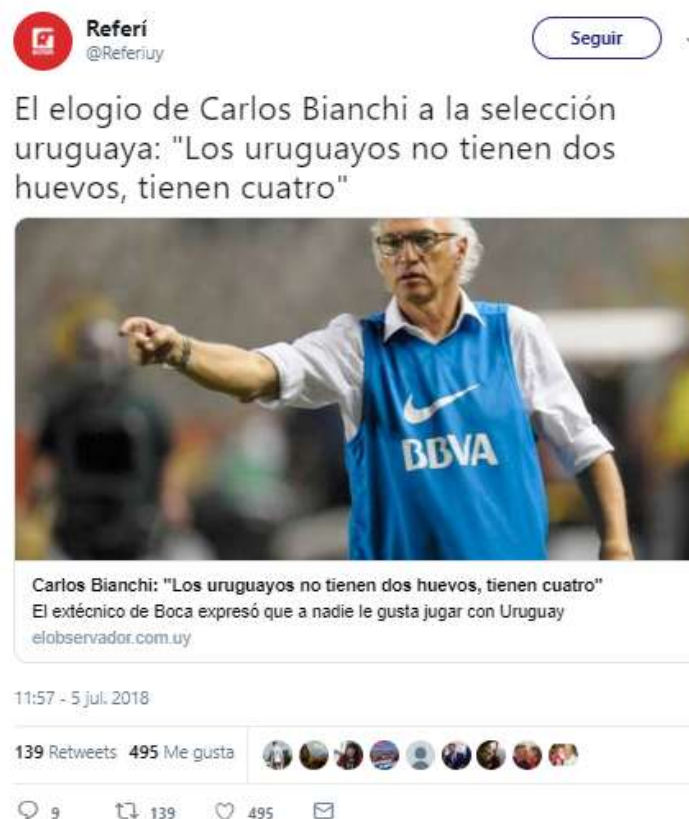 Referí
@Referiuy
Seguir
El elogio de Carlos Bianchi a la selección
uruguaya: "Los uruguayos no tienen dos
huevos, tienen cuatro"
BBVA
Carlos Bianchi: "Los uruguayos no tienen dos huevos, tienen cuatro"
El extécnico de Boca expresó que a nadie le gusta jugar con Uruguay
elobservador.com.uy
11:57 - 5 jul. 2018
139 Retweets 495 Me gusta
9 139 495